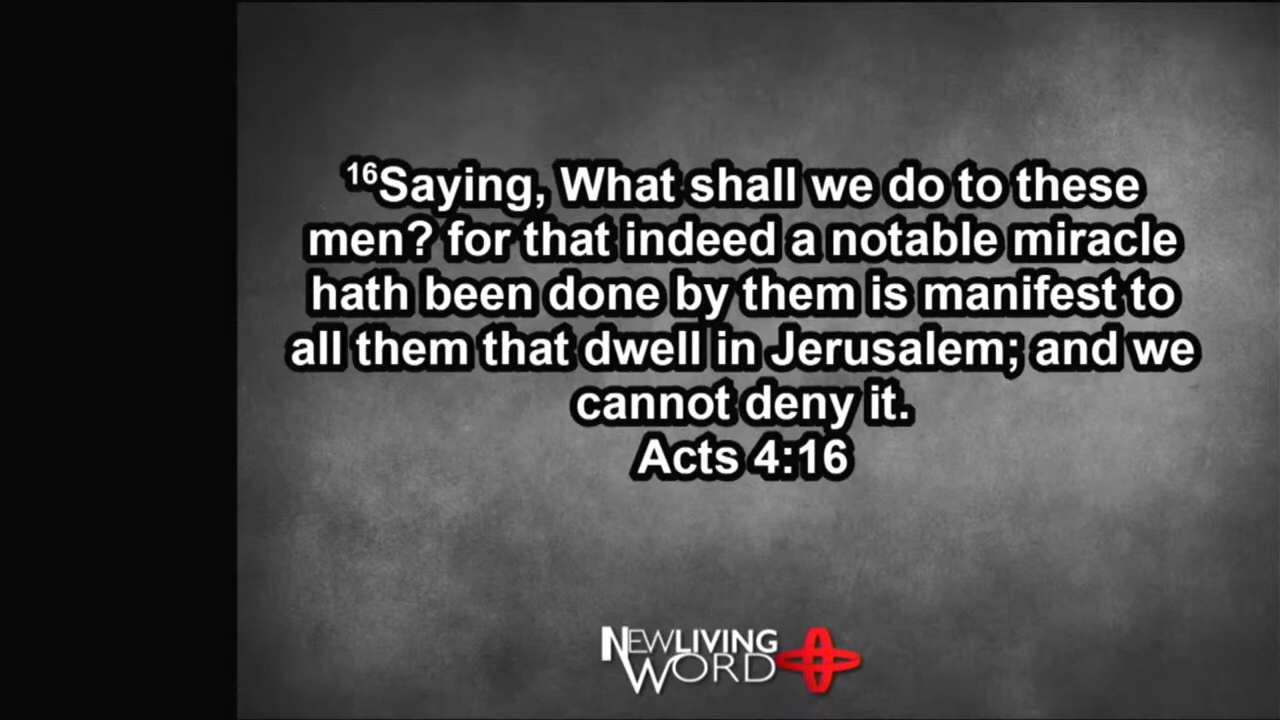 16Saying, What shall we do to these
men? for that indeed a notable miracle
hath been done by them is manifest to
all them that dwell in Jerusalem; and we
cannot deny it.
Acts 4:16
NEWLIVING
WORD